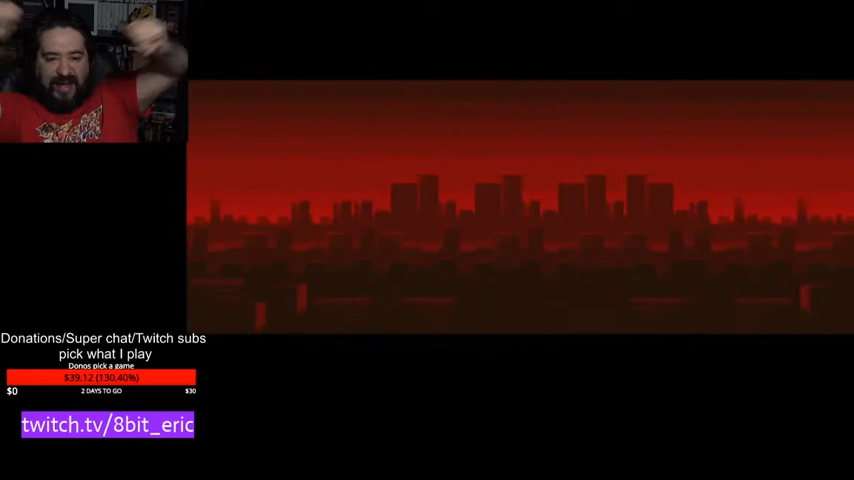 Donations/Super chat/Twitch subs
pick what I play
Donos pick a game
$39.12 (130.40%)
$0 2 DAYS TO GO $30
twitch.tv/8bit_eric